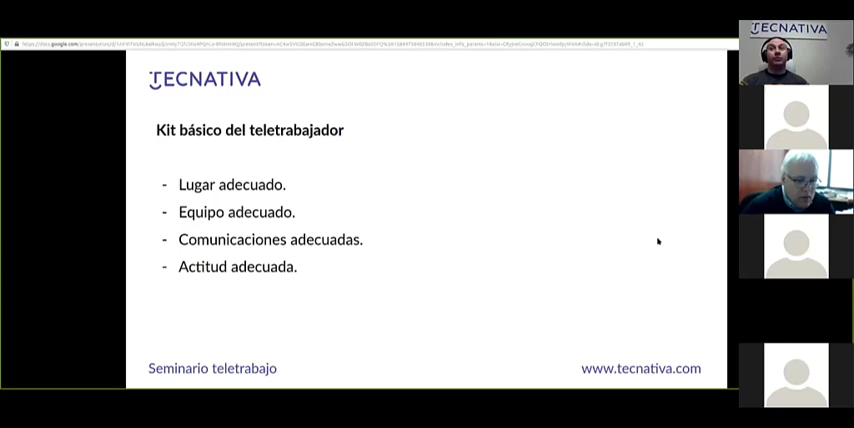 TECNATIVA
Kit básico del teletrabajador
- Lugar adecuado.
- Equipo adecuado.
- Comunicaciones adecuadas.
- Actitud adecuada.
Seminario teletrabajo
www.tecnativa.com
TECNATIVA